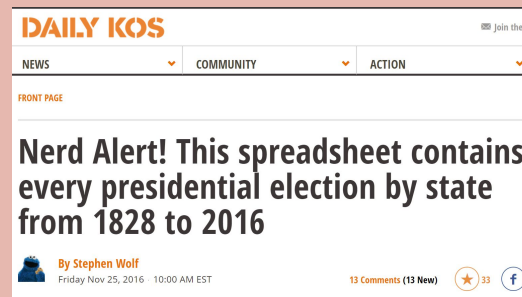 DAILY KOS
Join the
NEWS
COMMUNITY
ACTION
FRONT PAGE
Nerd Alert! This spreadsheet contains
every presidential election by state
from 1828 to 2016
By Stephen Wolf
Friday Nov 25, 2016 · 10:00 AM EST
13 Comments (13 New)
33
f